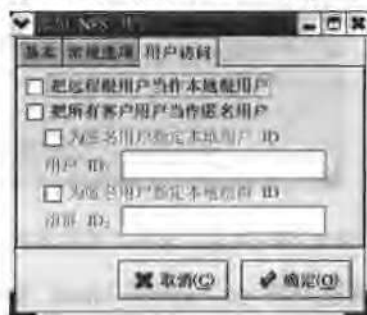 基本 常规选项 用户访问
把远程根用户当作本地根用户
把所有客户用户当作匿名用户
为匿名用户指定本地用户 ID
用户 ID:
为匿名用户指定本地组群 ID
组群 ID:
取消(C) 确定(O)